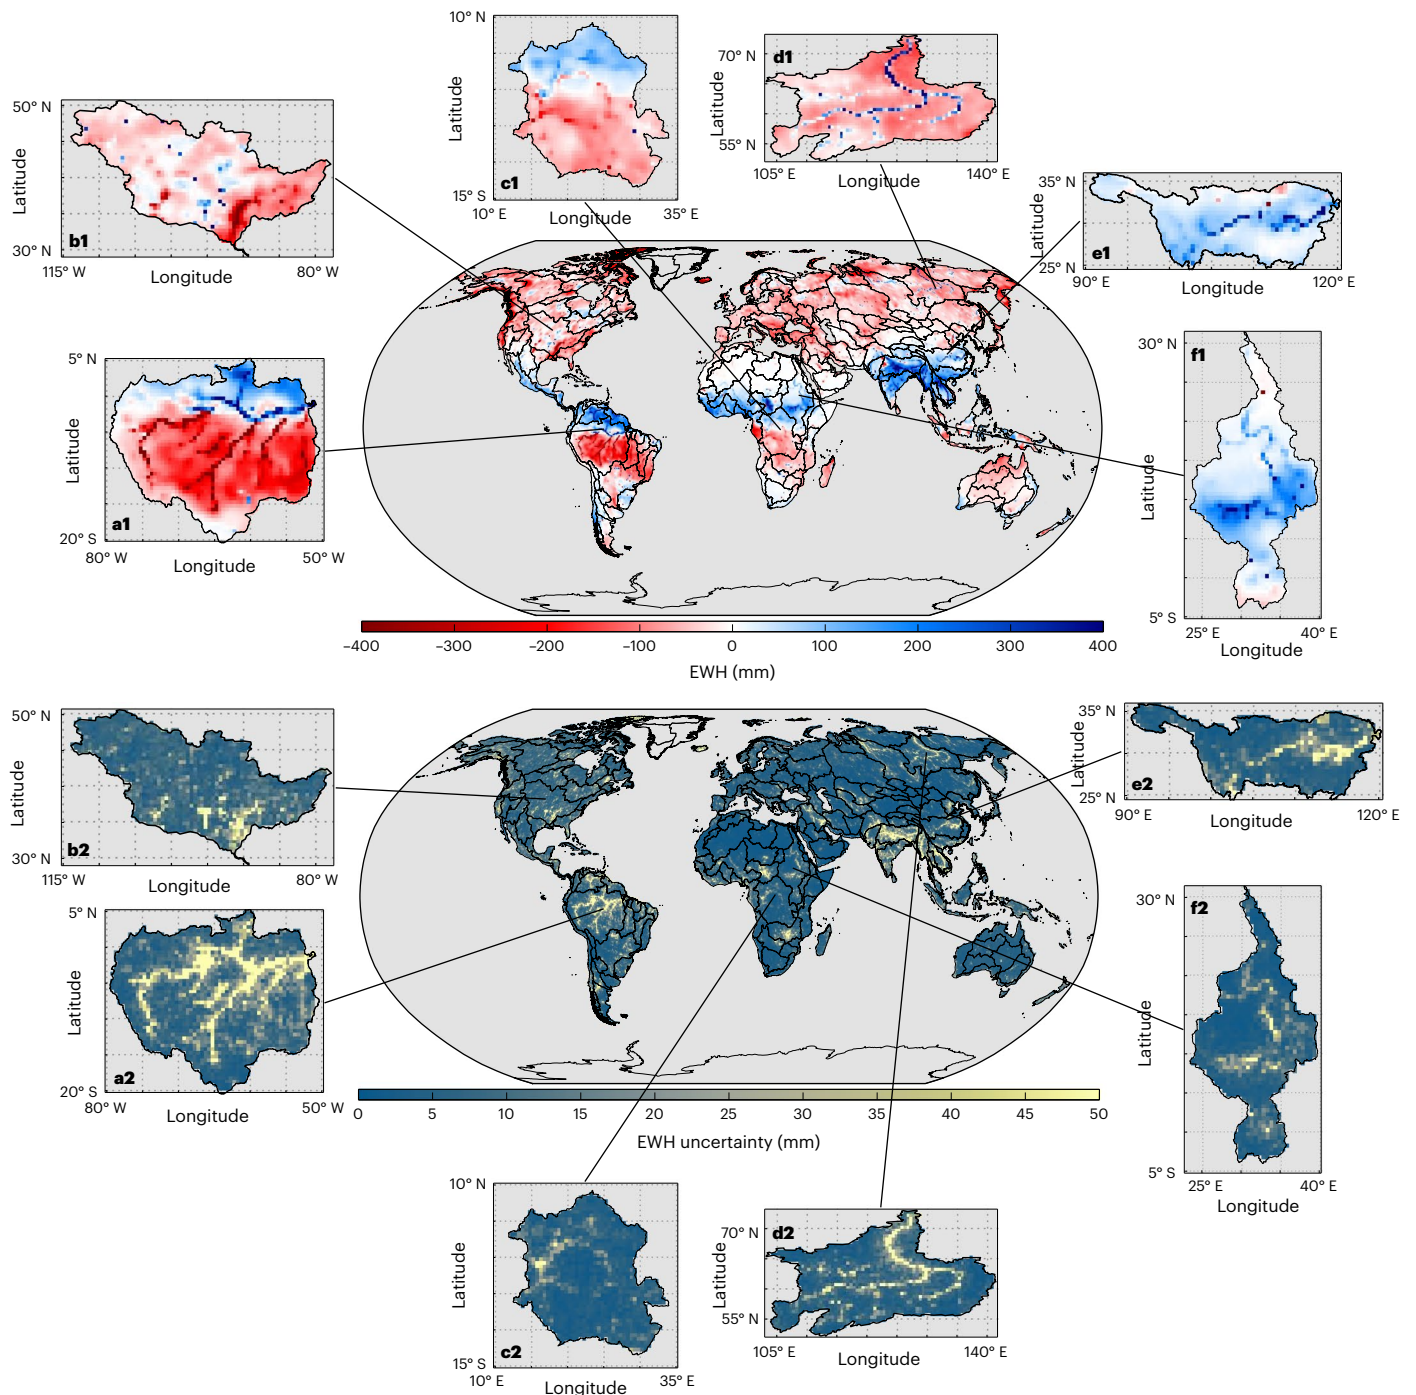 10° N
Latitude
c1
15° S
10° E
35° E
Longitude
70° N
d1
Latitude
55° N
105° E
140° E
Longitude
50° N
Latitude
b1
30° N
115° W
80° W
Longitude
35° N
Latitude
e1
25° N
90° E
120° E
Longitude
5° N
Latitude
a1
20° S
80° W
50° W
Longitude
30° N
f1
Latitude
5° S
25° E
40° E
Longitude
–400 –300 –200 –100 0 100 200 300 400
EWH (mm)
50° N
Latitude
b2
30° N
115° W
80° W
Longitude
35° N
Latitude
e2
25° N
90° E
120° E
Longitude
5° N
Latitude
a2
20° S
80° W
50° W
Longitude
30° N
f2
Latitude
5° S
25° E
40° E
Longitude
0 5 10 15 20 25 30 35 40 45 50
EWH uncertainty (mm)
10° N
Latitude
c2
15° S
10° E
35° E
Longitude
70° N
d2
Latitude
55° N
105° E
140° E
Longitude